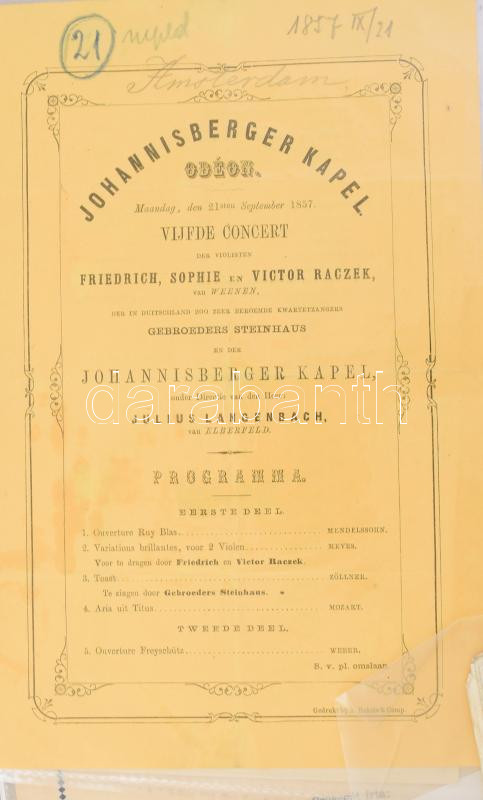 21
1857 IX/21
Amsterdam
JOHANNISBERGER KAPEL.
ODÉON.
Maandag, den 21sten September 1857.
VIJFDE CONCERT
DER VIOLISTEN
FRIEDRICH, SOPHIE EN VICTOR RACZEK,
van WEENEN,
DER IN DUITSCHLAND ZOO ZEER BEROEMDE KWARTETZANGERS
GEBROEDERS STEINHAUS
EN DER
JOHANNISBERGER KAPEL,
onder Directie van den Heer
darabanth
JULIUS LANGENBACH,
van ELBERFELD.
PROGRAMMA.
EERSTE DEEL.
1. Ouverture Ruy Blas MENDELSSOHN.
2. Variations brillantes, voor 2 Violen MEYES.
Voor te dragen door Friedrich en Victor Raczek.
3. Toast ZÖLLNER.
Te zingen door Gebroeders Steinhaus.
4. Aria uit Titus MOZART.
TWEEDE DEEL.
5. Ouverture Freyschütz WEBER.
S. v. pl. omslaan
Gedrukt bij